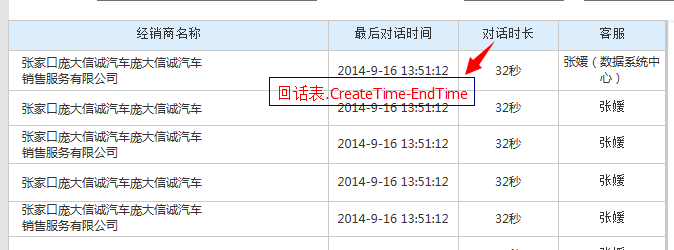 经销商名称 最后对话时间 对话时长 客服
张家口庞大信诚汽车庞大信诚汽车
销售服务有限公司 2014-9-16 13:51:12 32秒 张媛（数据系统中
心）
回话表.CreateTime-EndTime
张家口庞大信诚汽车庞大信诚汽车 2014-9-16 13:51:12 32秒 张媛
张家口庞大信诚汽车庞大信诚汽车
销售服务有限公司 2014-9-16 13:51:12 32秒 张媛
张家口庞大信诚汽车庞大信诚汽车 2014-9-16 13:51:12 32秒 张媛
张家口庞大信诚汽车庞大信诚汽车
销售服务有限公司 2014-9-16 13:51:12 32秒 张媛